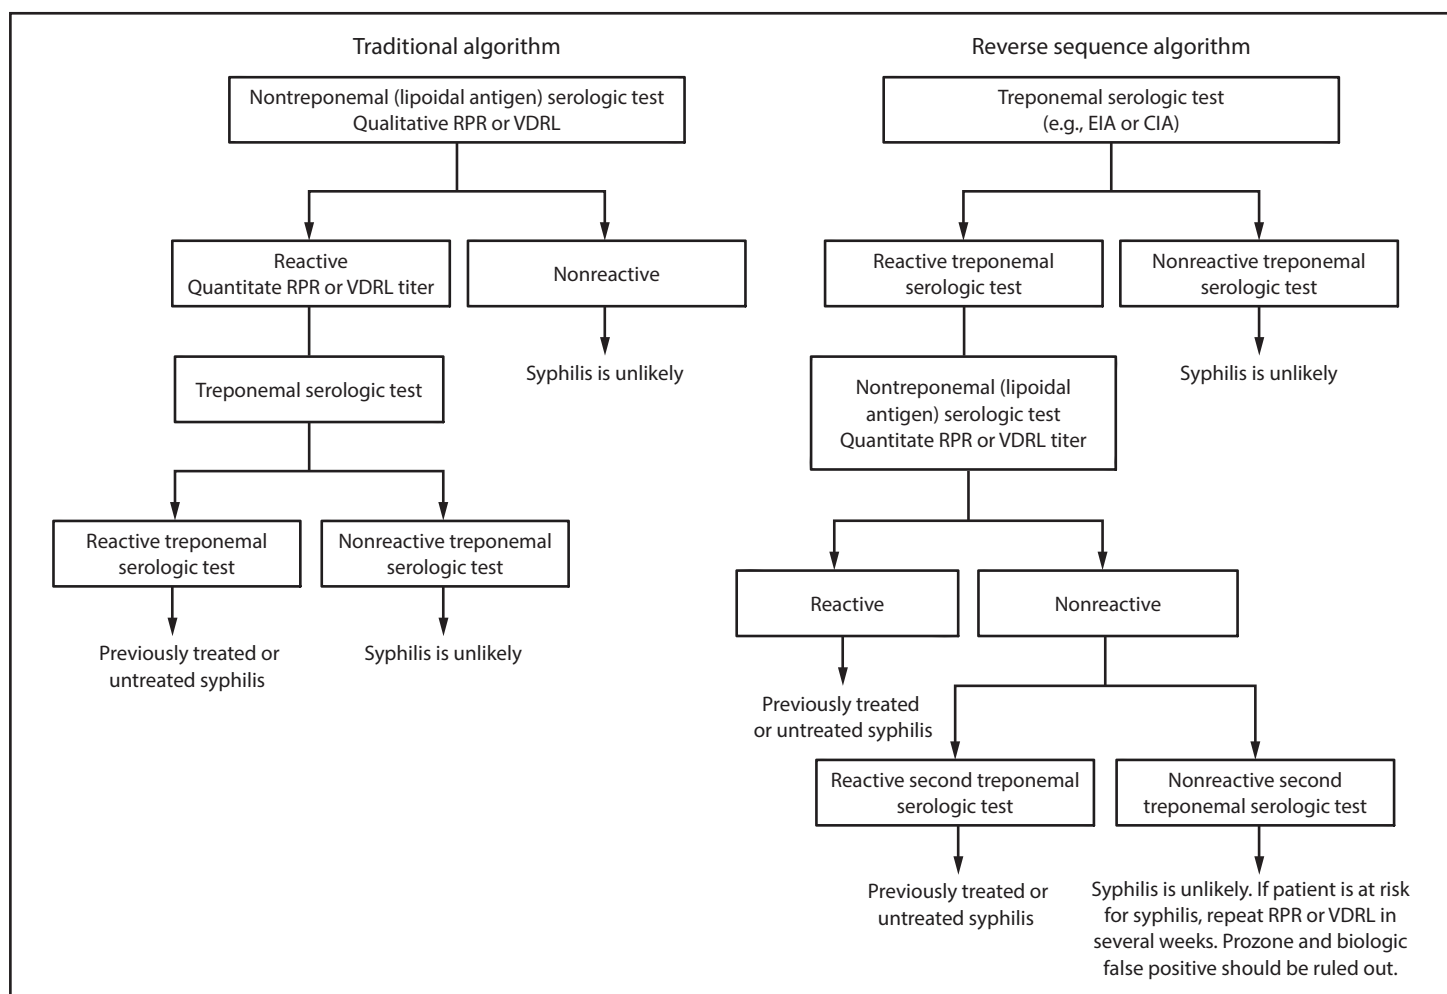 Traditional algorithm
Nontreponemal (lipoidal antigen) serologic test
Qualitative RPR or VDRL
Reactive
Quantitate RPR or VDRL titer
Nonreactive
Treponemal serologic test
Syphilis is unlikely
Reactive treponemal
serologic test
Nonreactive treponemal
serologic test
Previously treated or
untreated syphilis
Syphilis is unlikely
Reverse sequence algorithm
Treponemal serologic test
(e.g., EIA or CIA)
Reactive treponemal
serologic test
Nonreactive treponemal
serologic test
Syphilis is unlikely
Nontreponemal (lipoidal
antigen) serologic test
Quantitate RPR or VDRL titer
Reactive
Nonreactive
Previously treated
or untreated syphilis
Reactive second treponemal
serologic test
Nonreactive second
treponemal serologic test
Previously treated or
untreated syphilis
Syphilis is unlikely. If patient is at risk
for syphilis, repeat RPR or VDRL in
several weeks. Prozone and biologic
false positive should be ruled out.